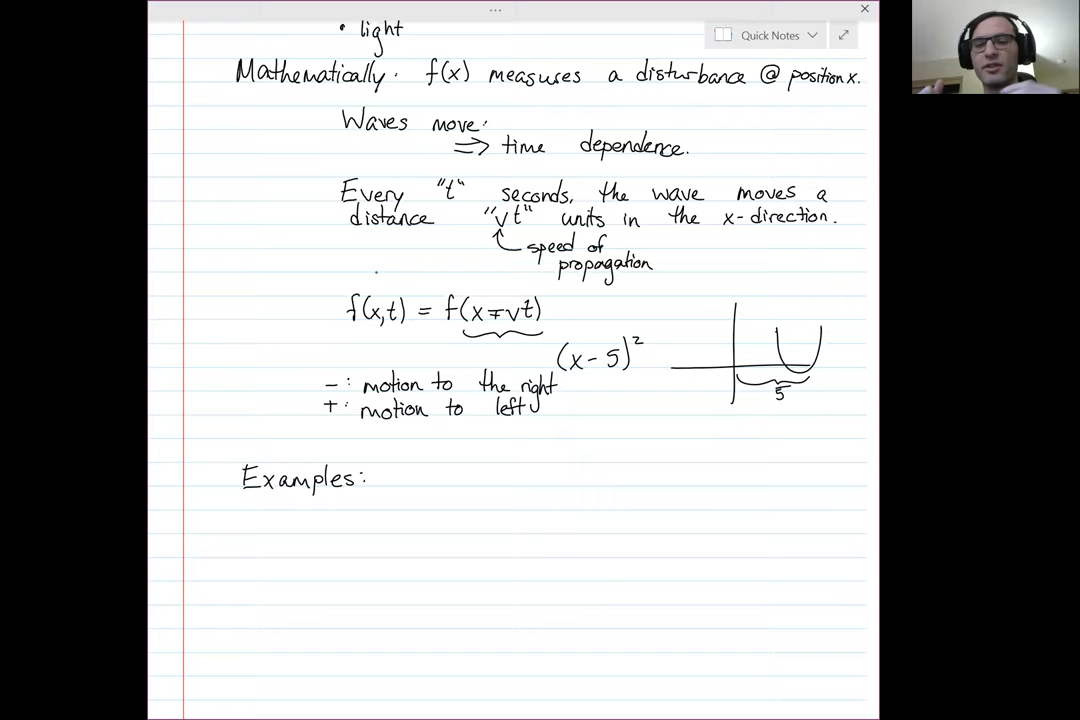 • light
Quick Notes
Mathematically: f(x) measures a disturbance @ position x.
Waves move:
⇒ time dependence.
Every "t" seconds, the wave moves a
distance "vt" units in the x-direction.
speed of
propagation
f(x,t) = f(x∓vt)
(x-5)²
5
-: motion to the right
+: motion to left
Examples: